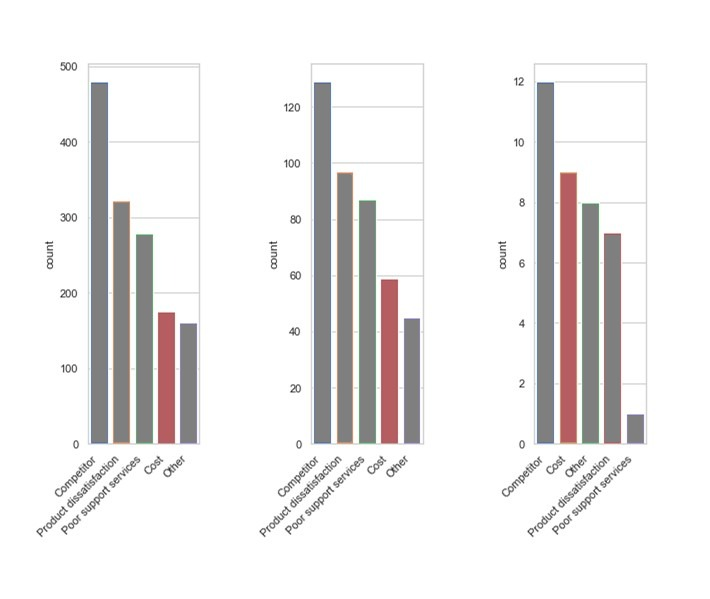 500
400
300
200
100
0
count
Competitor
Product dissatisfaction
Poor support services
Cost
Other
120
100
80
60
40
20
0
count
Competitor
Product dissatisfaction
Poor support services
Cost
Other
12
10
8
6
4
2
0
count
Competitor
Cost
Other
Product dissatisfaction
Poor support services